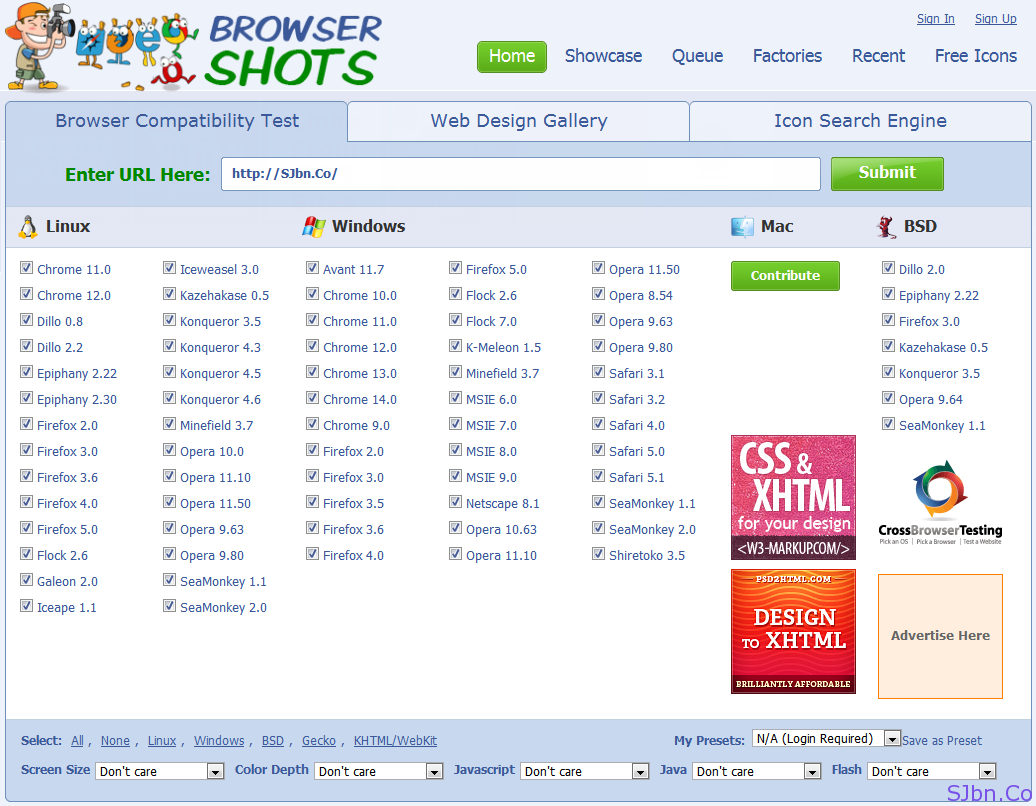 BROWSER
SHOTS
Sign In Sign Up
Home Showcase Queue Factories Recent Free Icons
Browser Compatibility Test Web Design Gallery Icon Search Engine
Enter URL Here: http://SJbn.Co/ Submit
Linux Windows Mac BSD
Chrome 11.0 Iceweasel 3.0 Avant 11.7 Firefox 5.0 Opera 11.50 Contribute Dillo 2.0
Chrome 12.0 Kazehakase 0.5 Chrome 10.0 Flock 2.6 Opera 8.54 Epiphany 2.22
Dillo 0.8 Konqueror 3.5 Chrome 11.0 Flock 7.0 Opera 9.63 Firefox 3.0
Dillo 2.2 Konqueror 4.3 Chrome 12.0 K-Meleon 1.5 Opera 9.80 Kazehakase 0.5
Epiphany 2.22 Konqueror 4.5 Chrome 13.0 Minefield 3.7 Safari 3.1 Konqueror 3.5
Epiphany 2.30 Konqueror 4.6 Chrome 14.0 MSIE 6.0 Safari 3.2 Opera 9.64
Firefox 2.0 Minefield 3.7 Chrome 9.0 MSIE 7.0 Safari 4.0 SeaMonkey 1.1
Firefox 3.0 Opera 10.0 Firefox 2.0 MSIE 8.0 Safari 5.0
Firefox 3.6 Opera 11.10 Firefox 3.0 MSIE 9.0 Safari 5.1
Firefox 4.0 Opera 11.50 Firefox 3.5 Netscape 8.1 SeaMonkey 1.1
Firefox 5.0 Opera 9.63 Firefox 3.6 Opera 10.63 SeaMonkey 2.0
Flock 2.6 Opera 9.80 Firefox 4.0 Opera 11.10 Shiretoko 3.5
Galeon 2.0 SeaMonkey 1.1
Iceape 1.1 SeaMonkey 2.0
CSS &
XHTML
for your design
<W3-MARKUP.COM/>
CrossBrowserTesting
Pick an OS | Pick a Browser | Test a Website
PSD2HTML.COM
DESIGN
TO XHTML
BRILLIANTLY AFFORDABLE
Advertise Here
Select: All , None , Linux , Windows , BSD , Gecko , KHTML/WebKit My Presets: N/A (Login Required) Save as Preset
Screen Size Don't care Color Depth Don't care Javascript Don't care Java Don't care Flash Don't care
SJbn.Co